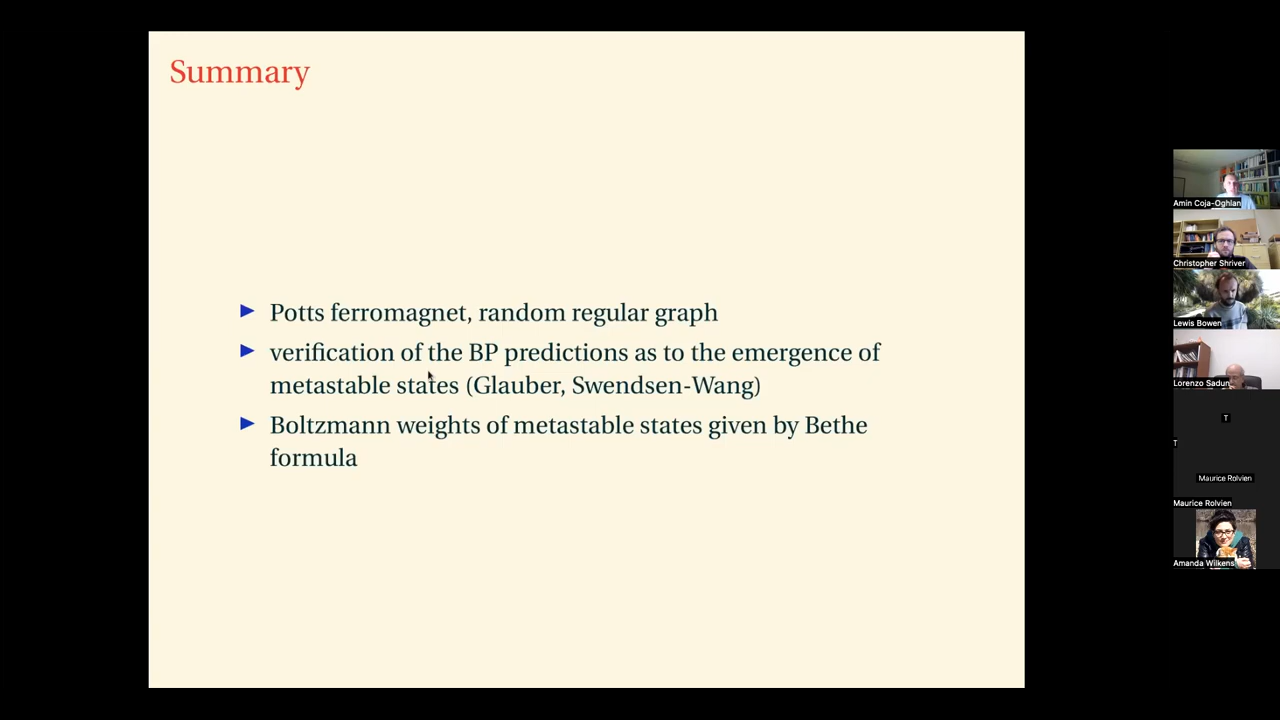 Summary
Potts ferromagnet, random regular graph
verification of the BP predictions as to the emergence of
metastable states (Glauber, Swendsen-Wang)
Boltzmann weights of metastable states given by Bethe
formula
Amin Coja-Oghlan
Christopher Shriver
Lewis Bowen
Lorenzo Sadun
T
T
Maurice Rolvien
Maurice Rolvien
Amanda Wilkens